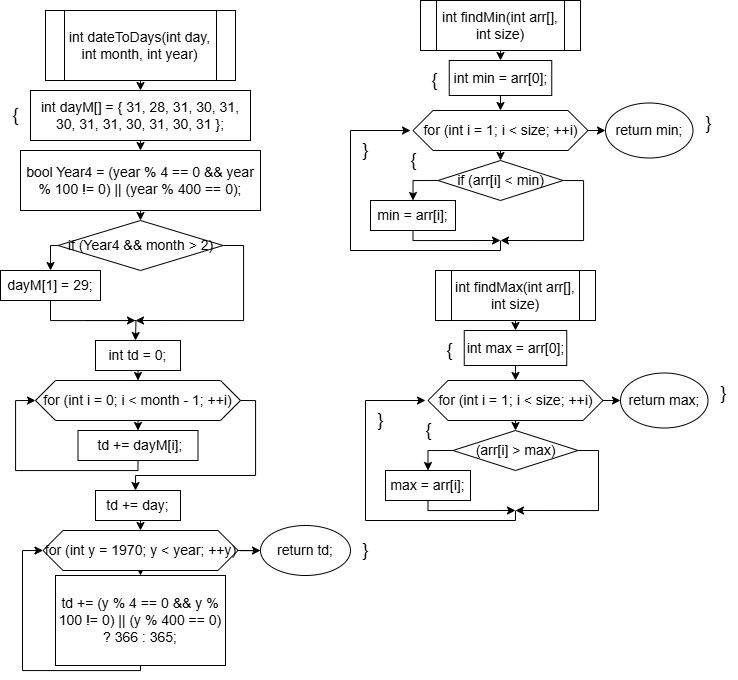 int dateToDays(int day,
int month, int year)
{
int dayM[] = { 31, 28, 31, 30, 31,
30, 31, 31, 30, 31, 30, 31 };
bool Year4 = (year % 4 == 0 && year
% 100 != 0) || (year % 400 == 0);
if (Year4 && month > 2)
dayM[1] = 29;
int td = 0;
for (int i = 0; i < month - 1; ++i)
td += dayM[i];
td += day;
for (int y = 1970; y < year; ++y)
return td;
}
td += (y % 4 == 0 && y %
100 != 0) || (y % 400 == 0)
? 366 : 365;
int findMin(int arr[],
int size)
{
int min = arr[0];
for (int i = 1; i < size; ++i)
return min;
}
}
{
if (arr[i] < min)
min = arr[i];
int findMax(int arr[],
int size)
{
int max = arr[0];
for (int i = 1; i < size; ++i)
return max;
}
}
{
(arr[i] > max)
max = arr[i];